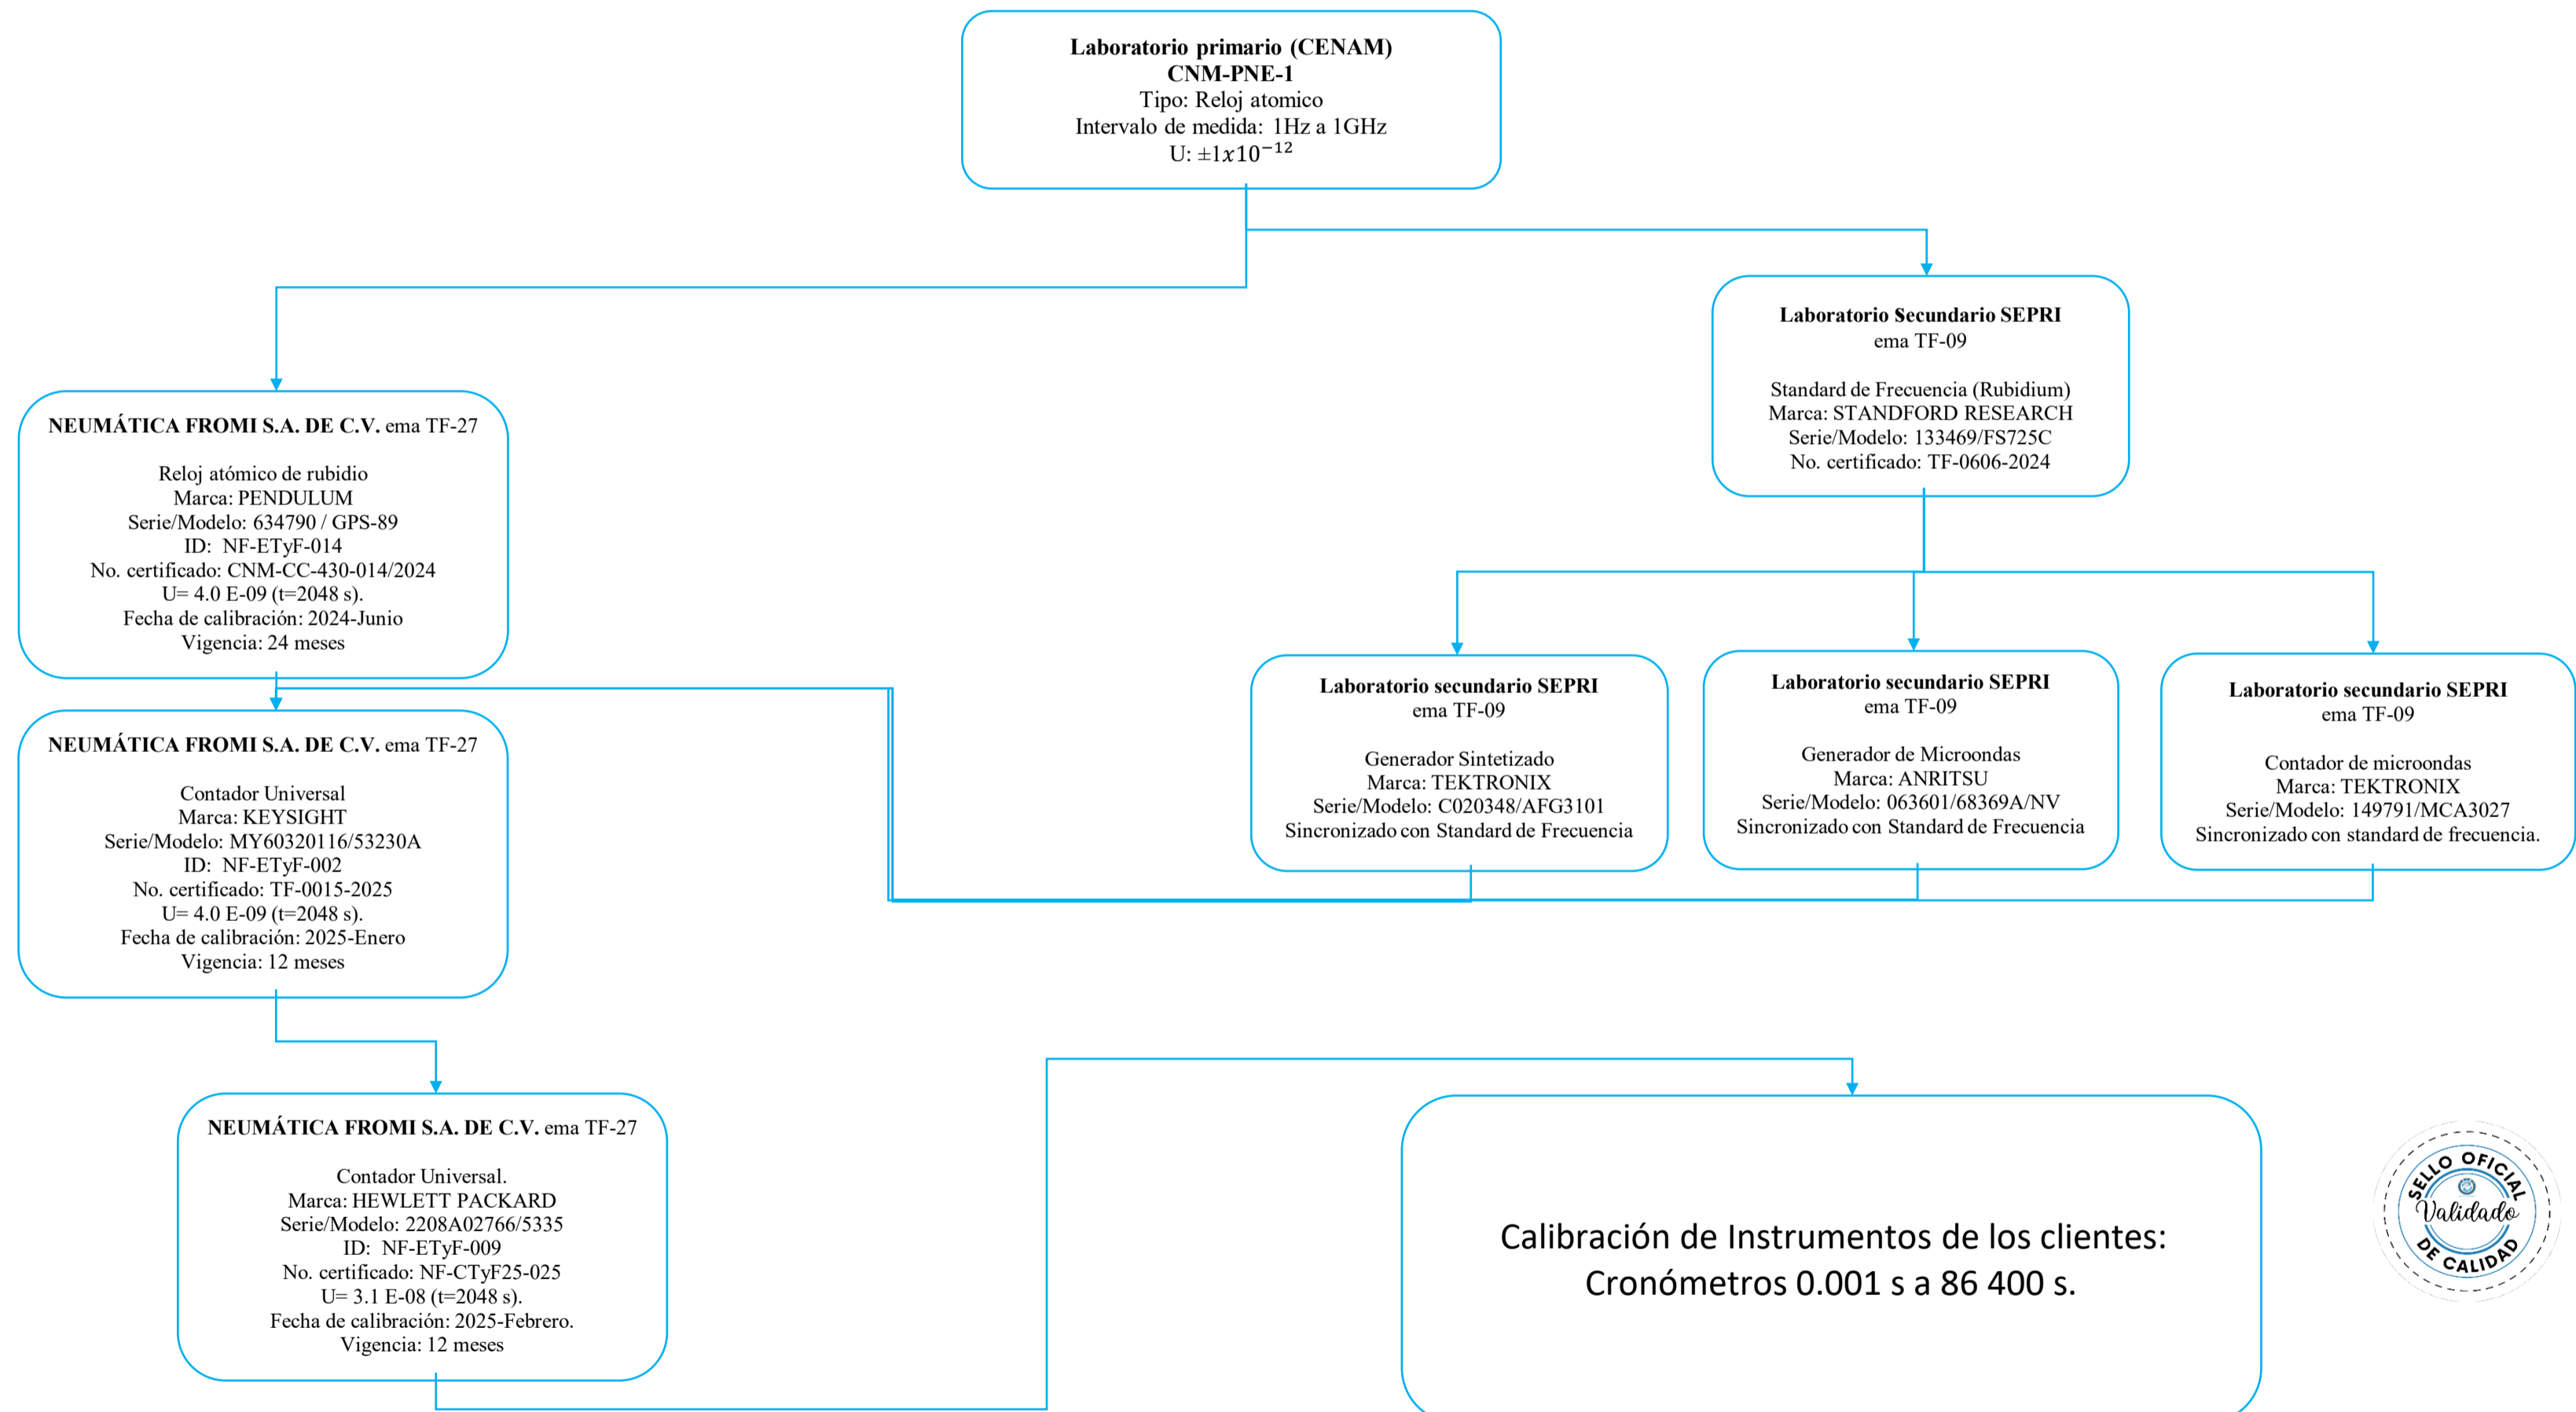 Laboratorio primario (CENAM)
CNM-PNE-1
Tipo: Reloj atomico
Intervalo de medida: 1Hz a 1GHz
U: ±1x10⁻¹²
Laboratorio Secundario SEPRI
ema TF-09
Standard de Frecuencia (Rubidium)
Marca: STANDFORD RESEARCH
Serie/Modelo: 133469/FS725C
No. certificado: TF-0606-2024
NEUMÁTICA FROMI S.A. DE C.V. ema TF-27
Reloj atómico de rubidio
Marca: PENDULUM
Serie/Modelo: 634790 / GPS-89
ID: NF-ETyF-014
No. certificado: CNM-CC-430-014/2024
U= 4.0 E-09 (t=2048 s).
Fecha de calibración: 2024-Junio
Vigencia: 24 meses
Laboratorio secundario SEPRI
ema TF-09
Generador Sintetizado
Marca: TEKTRONIX
Serie/Modelo: C020348/AFG3101
Sincronizado con Standard de Frecuencia
Laboratorio secundario SEPRI
ema TF-09
Generador de Microondas
Marca: ANRITSU
Serie/Modelo: 063601/68369A/NV
Sincronizado con Standard de Frecuencia
Laboratorio secundario SEPRI
ema TF-09
Contador de microondas
Marca: TEKTRONIX
Serie/Modelo: 149791/MCA3027
Sincronizado con standard de frecuencia.
NEUMÁTICA FROMI S.A. DE C.V. ema TF-27
Contador Universal
Marca: KEYSIGHT
Serie/Modelo: MY60320116/53230A
ID: NF-ETyF-002
No. certificado: TF-0015-2025
U= 4.0 E-09 (t=2048 s).
Fecha de calibración: 2025-Enero
Vigencia: 12 meses
NEUMÁTICA FROMI S.A. DE C.V. ema TF-27
Contador Universal.
Marca: HEWLETT PACKARD
Serie/Modelo: 2208A02766/5335
ID: NF-ETyF-009
No. certificado: NF-CTyF25-025
U= 3.1 E-08 (t=2048 s).
Fecha de calibración: 2025-Febrero.
Vigencia: 12 meses
Calibración de Instrumentos de los clientes:
Cronómetros 0.001 s a 86 400 s.
SELLO OFICIAL
Validado
DE CALIDAD